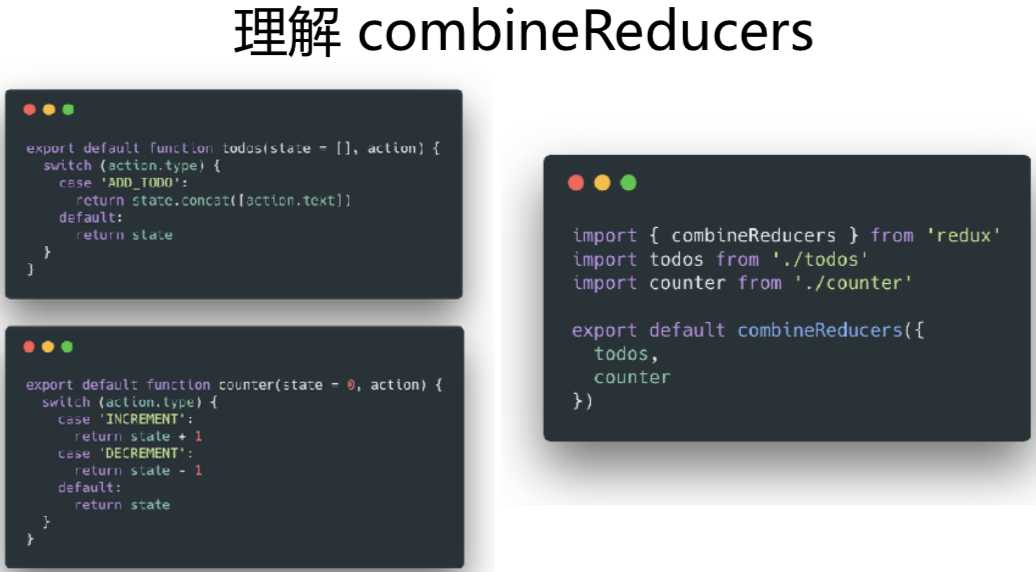 理解 combineReducers
export default function todos(state = [], action) {
switch (action.type) {
case 'ADD_TODO':
return state.concat([action.text])
default:
return state
}
}
export default function counter(state = 0, action) {
switch (action.type) {
case 'INCREMENT':
return state + 1
case 'DECREMENT':
return state - 1
default:
return state
}
}
import { combineReducers } from 'redux'
import todos from './todos'
import counter from './counter'
export default combineReducers({
todos,
counter
})